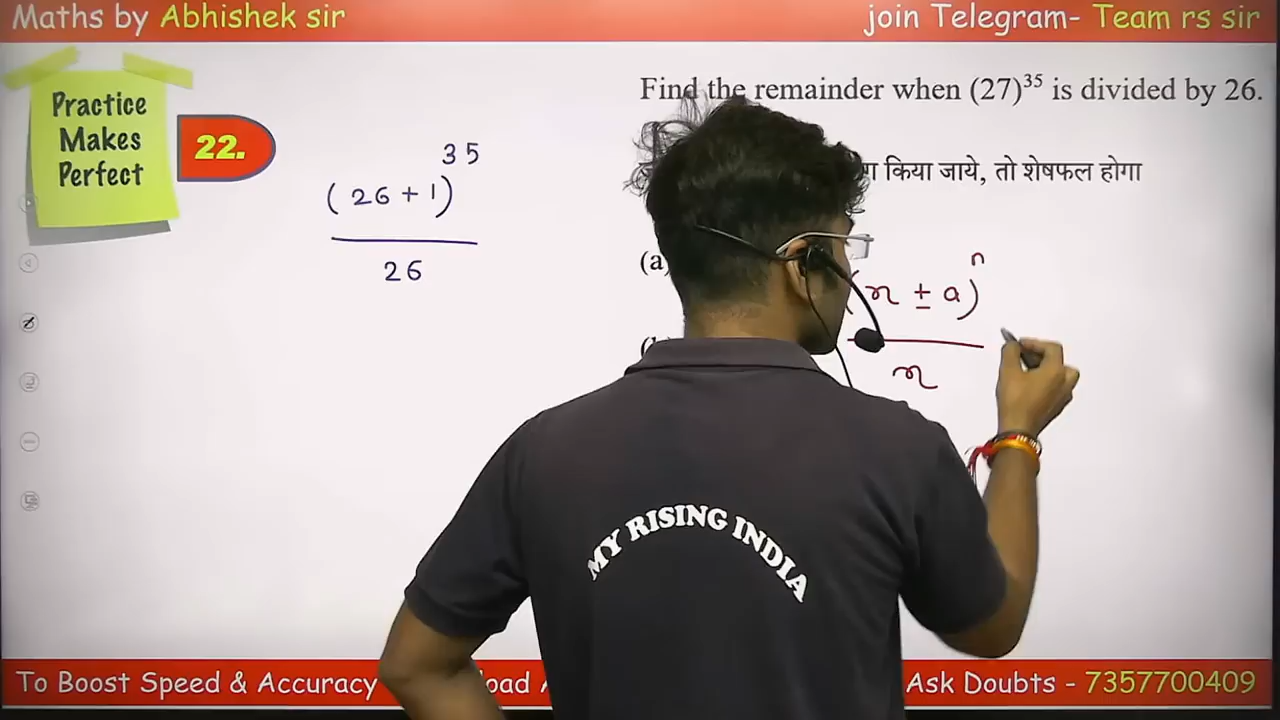 Maths by Abhishek sir
join Telegram- Team rs sir
Practice
Makes
Perfect
22.
Find the remainder when (27)³⁵ is divided by 26.
किया जाये, तो शेषफल होगा
(26 + 1)³⁵
26
(a)
(x ± a)ⁿ
x
MY RISING INDIA
To Boost Speed & Accuracy
Ask Doubts - 7357700409